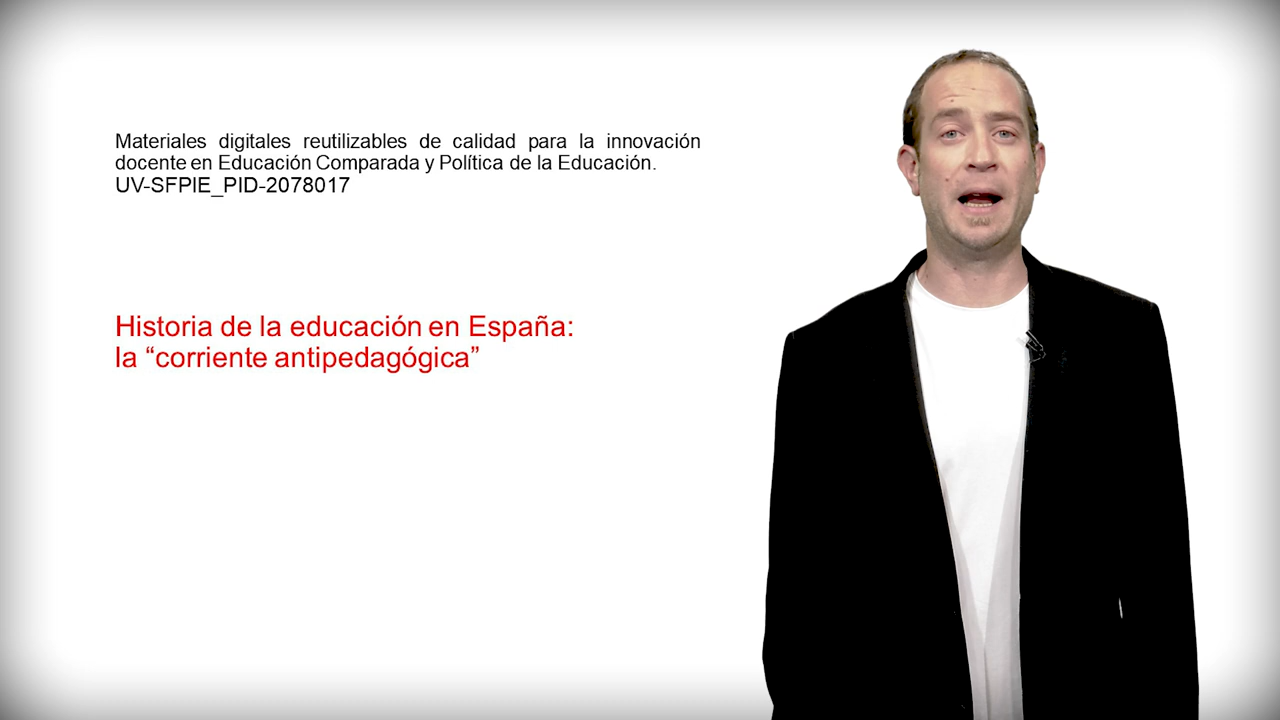 Materiales digitales reutilizables de calidad para la innovación
docente en Educación Comparada y Política de la Educación.
UV-SFPIE_PID-2078017
Historia de la educación en España:
la “corriente antipedagógica”